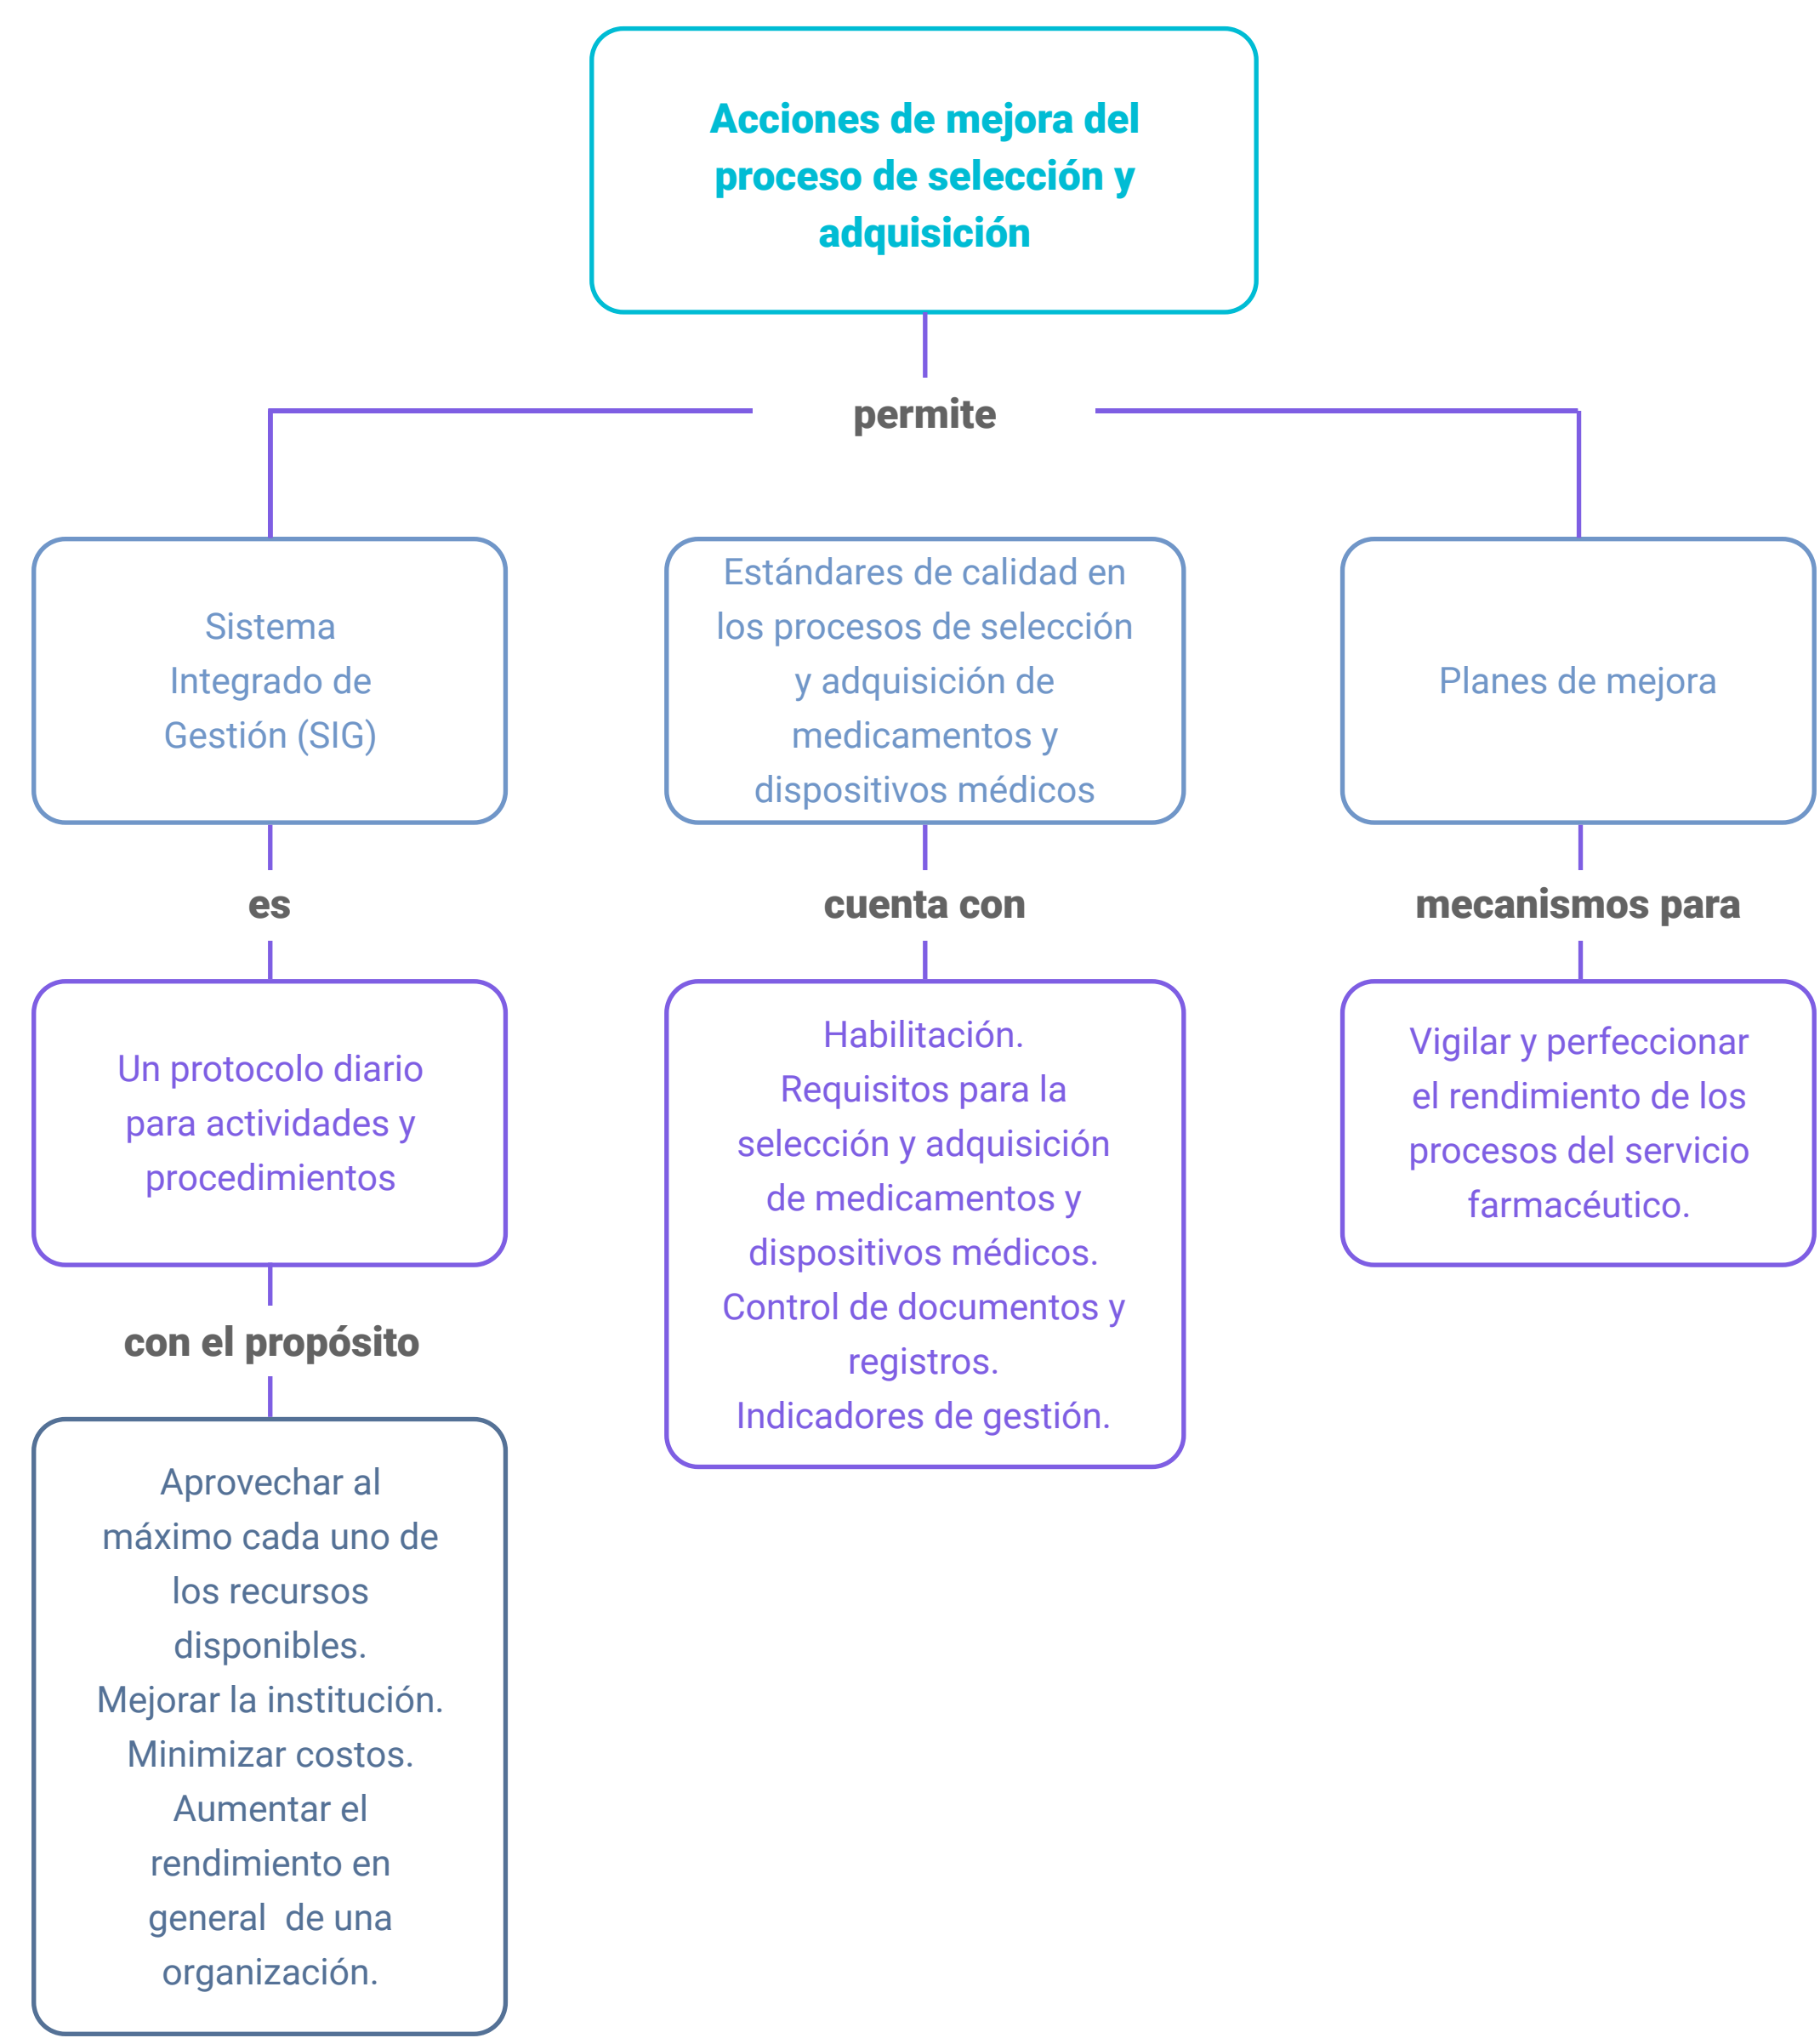 Acciones de mejora del
proceso de selección y
adquisición
permite
Sistema
Integrado de
Gestión (SIG)
Estándares de calidad en
los procesos de selección
y adquisición de
medicamentos y
dispositivos médicos
Planes de mejora
es
cuenta con
mecanismos para
Un protocolo diario
para actividades y
procedimientos
Habilitación.
Requisitos para la
selección y adquisición
de medicamentos y
dispositivos médicos.
Control de documentos y
registros.
Indicadores de gestión.
Vigilar y perfeccionar
el rendimiento de los
procesos del servicio
farmacéutico.
con el propósito
Aprovechar al
máximo cada uno de
los recursos
disponibles.
Mejorar la institución.
Minimizar costos.
Aumentar el
rendimiento en
general  de una
organización.